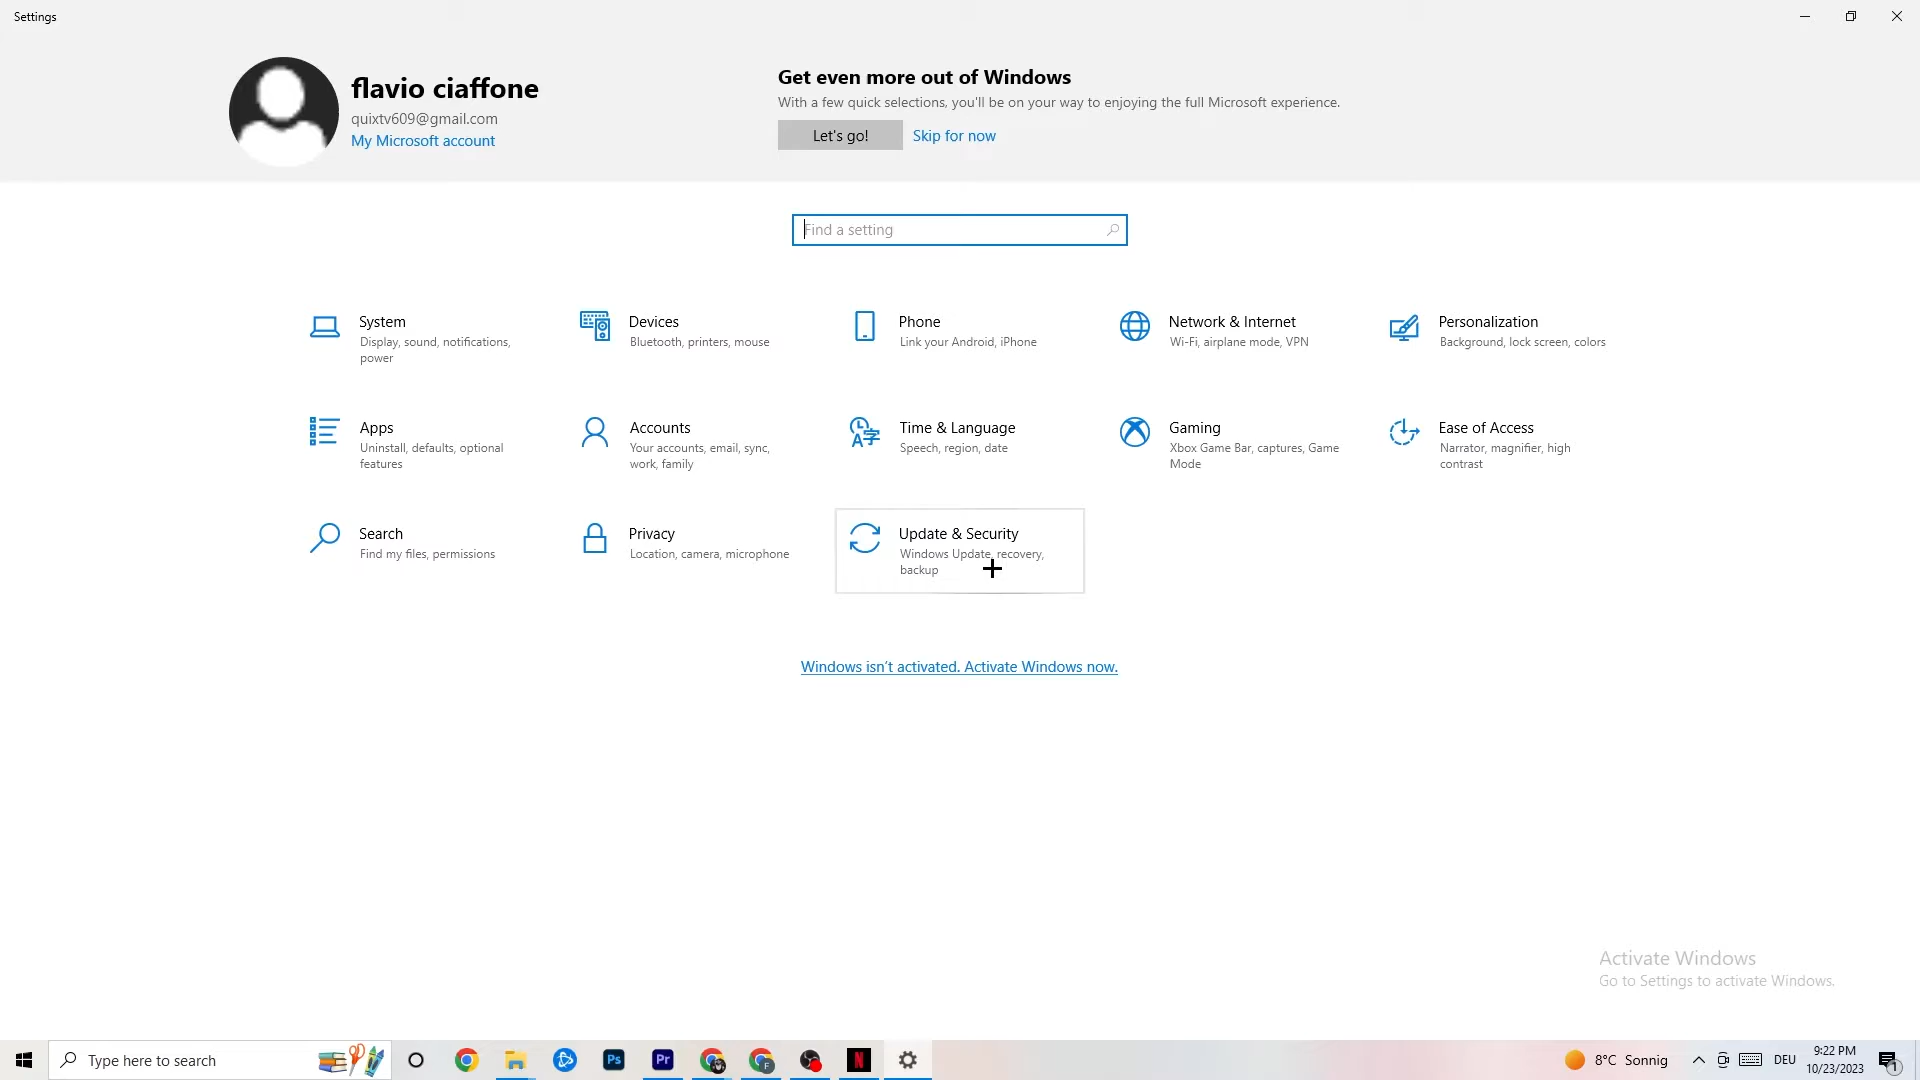 Settings
flavio ciaffone
quixtv609@gmail.com
My Microsoft account
Get even more out of Windows
With a few quick selections, you'll be on your way to enjoying the full Microsoft experience.
Let's go!
Skip for now
Find a setting
System
Display, sound, notifications,
power
Devices
Bluetooth, printers, mouse
Phone
Link your Android, iPhone
Network & Internet
Wi-Fi, airplane mode, VPN
Personalization
Background, lock screen, colors
Apps
Uninstall, defaults, optional
features
Accounts
Your accounts, email, sync,
work, family
Time & Language
Speech, region, date
Gaming
Xbox Game Bar, captures, Game
Mode
Ease of Access
Narrator, magnifier, high
contrast
Search
Find my files, permissions
Privacy
Location, camera, microphone
Update & Security
Windows Update, recovery,
backup
Windows isn't activated. Activate Windows now.
Activate Windows
Go to Settings to activate Windows.
Type here to search
Ps
Pr
F
N
8°C Sonnig
DEU
9:22 PM
10/23/2023
1